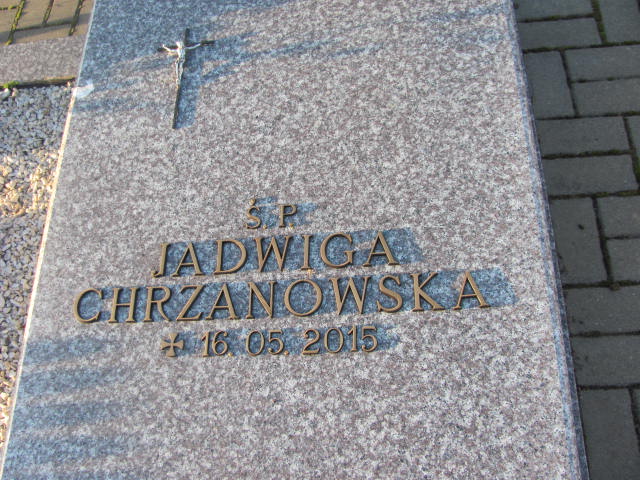 Ś.P.
JADWIGA
CHRZANOWSKA
✠ 16.05.2015